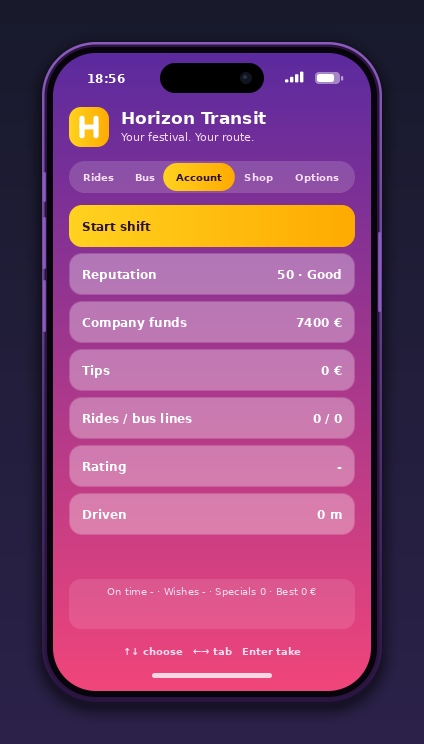 18:56
H
Horizon Transit
Your festival. Your route.
Rides Bus Account Shop Options
Start shift
Reputation 50 · Good
Company funds 7400 €
Tips 0 €
Rides / bus lines 0 / 0
Rating -
Driven 0 m
On time - · Wishes - · Specials 0 · Best 0 €
↑↓ choose ←→ tab Enter take